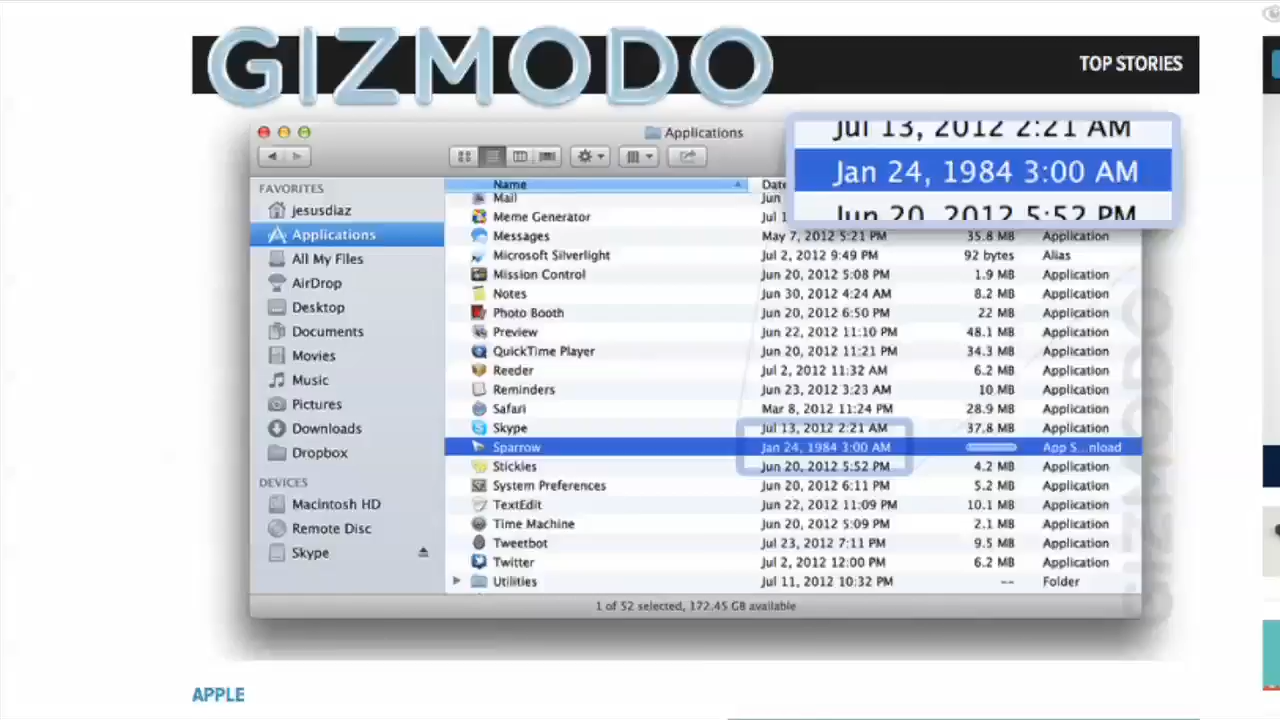 GIZMODO
TOP STORIES
Applications
Jul 13, 2012 2:21 AM
Jan 24, 1984 3:00 AM
Jun 20, 2012 5:52 PM
FAVORITES
jesusdiaz
Applications
All My Files
AirDrop
Desktop
Documents
Movies
Music
Pictures
Downloads
Dropbox
DEVICES
Macintosh HD
Remote Disc
Skype
Name Date
Mail Jun
Meme Generator Jul 1
Messages May 7, 2012 5:21 PM 35.8 MB Application
Microsoft Silverlight Jul 2, 2012 9:49 PM 92 bytes Alias
Mission Control Jun 20, 2012 5:08 PM 1.9 MB Application
Notes Jun 30, 2012 4:24 AM 8.2 MB Application
Photo Booth Jun 20, 2012 6:50 PM 22 MB Application
Preview Jun 22, 2012 11:10 PM 48.1 MB Application
QuickTime Player Jun 20, 2012 11:21 PM 34.3 MB Application
Reeder Jul 2, 2012 11:32 AM 6.2 MB Application
Reminders Jun 23, 2012 3:23 AM 10 MB Application
Safari Mar 8, 2012 11:24 PM 28.9 MB Application
Skype Jul 13, 2012 2:21 AM 37.8 MB Application
Sparrow Jan 24, 1984 3:00 AM App S...nload
Stickies Jun 20, 2012 5:52 PM 4.2 MB Application
System Preferences Jun 20, 2012 6:11 PM 5.2 MB Application
TextEdit Jun 22, 2012 11:09 PM 10.1 MB Application
Time Machine Jun 20, 2012 5:09 PM 2.1 MB Application
Tweetbot Jul 23, 2012 7:11 PM 9.5 MB Application
Twitter Jul 2, 2012 12:00 PM 6.2 MB Application
Utilities Jul 11, 2012 10:32 PM -- Folder
1 of 52 selected, 172.45 GB available
GIZMODO
APPLE